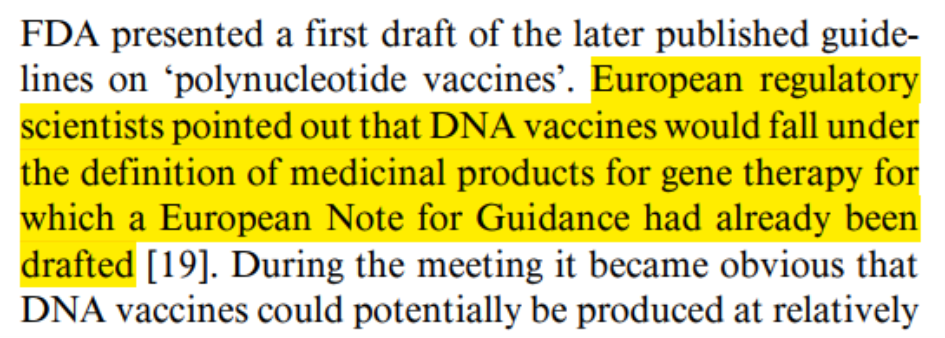 FDA presented a first draft of the later published guide-
lines on ‘polynucleotide vaccines’. European regulatory
scientists pointed out that DNA vaccines would fall under
the definition of medicinal products for gene therapy for
which a European Note for Guidance had already been
drafted [19]. During the meeting it became obvious that
DNA vaccines could potentially be produced at relatively